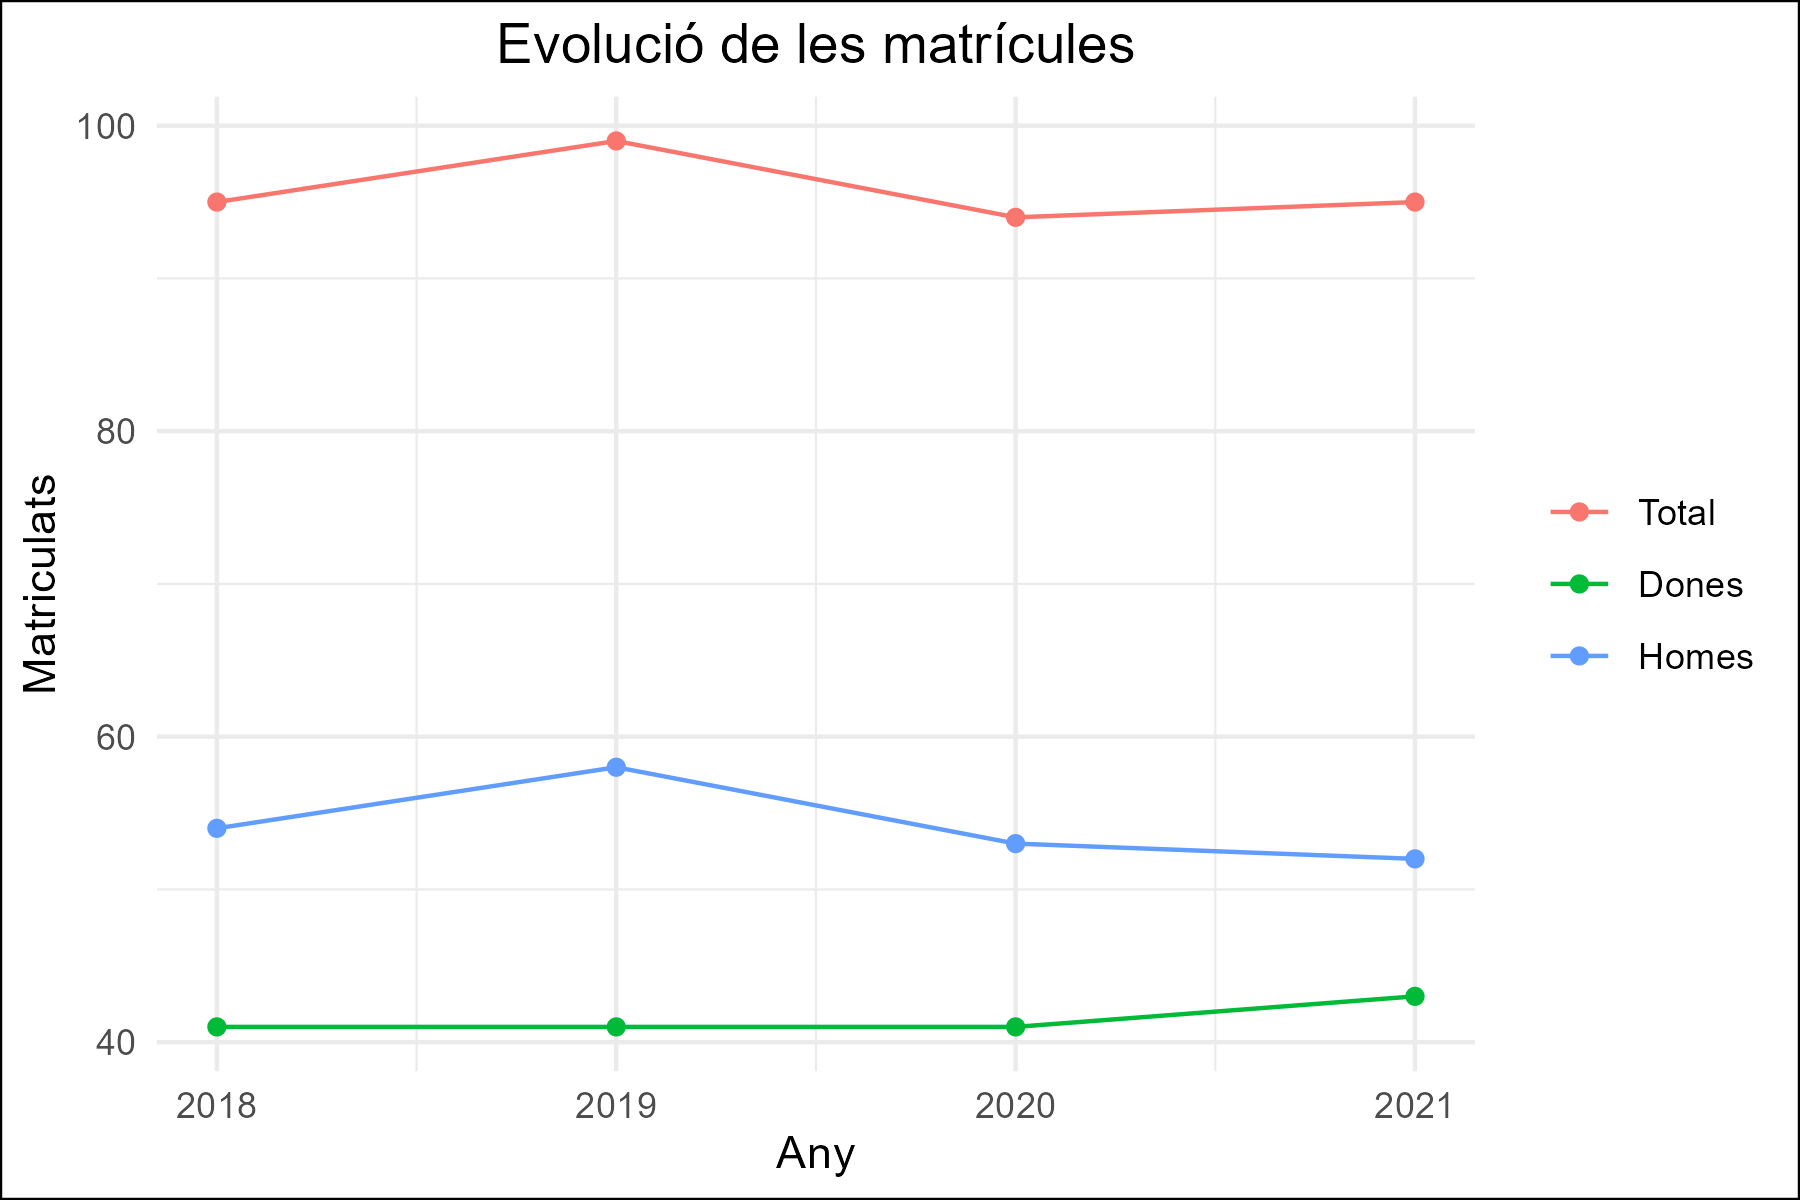 Evolució de les matrícules
100
80
60
40
Matriculats
2018 2019 2020 2021
Any
Total
Dones
Homes